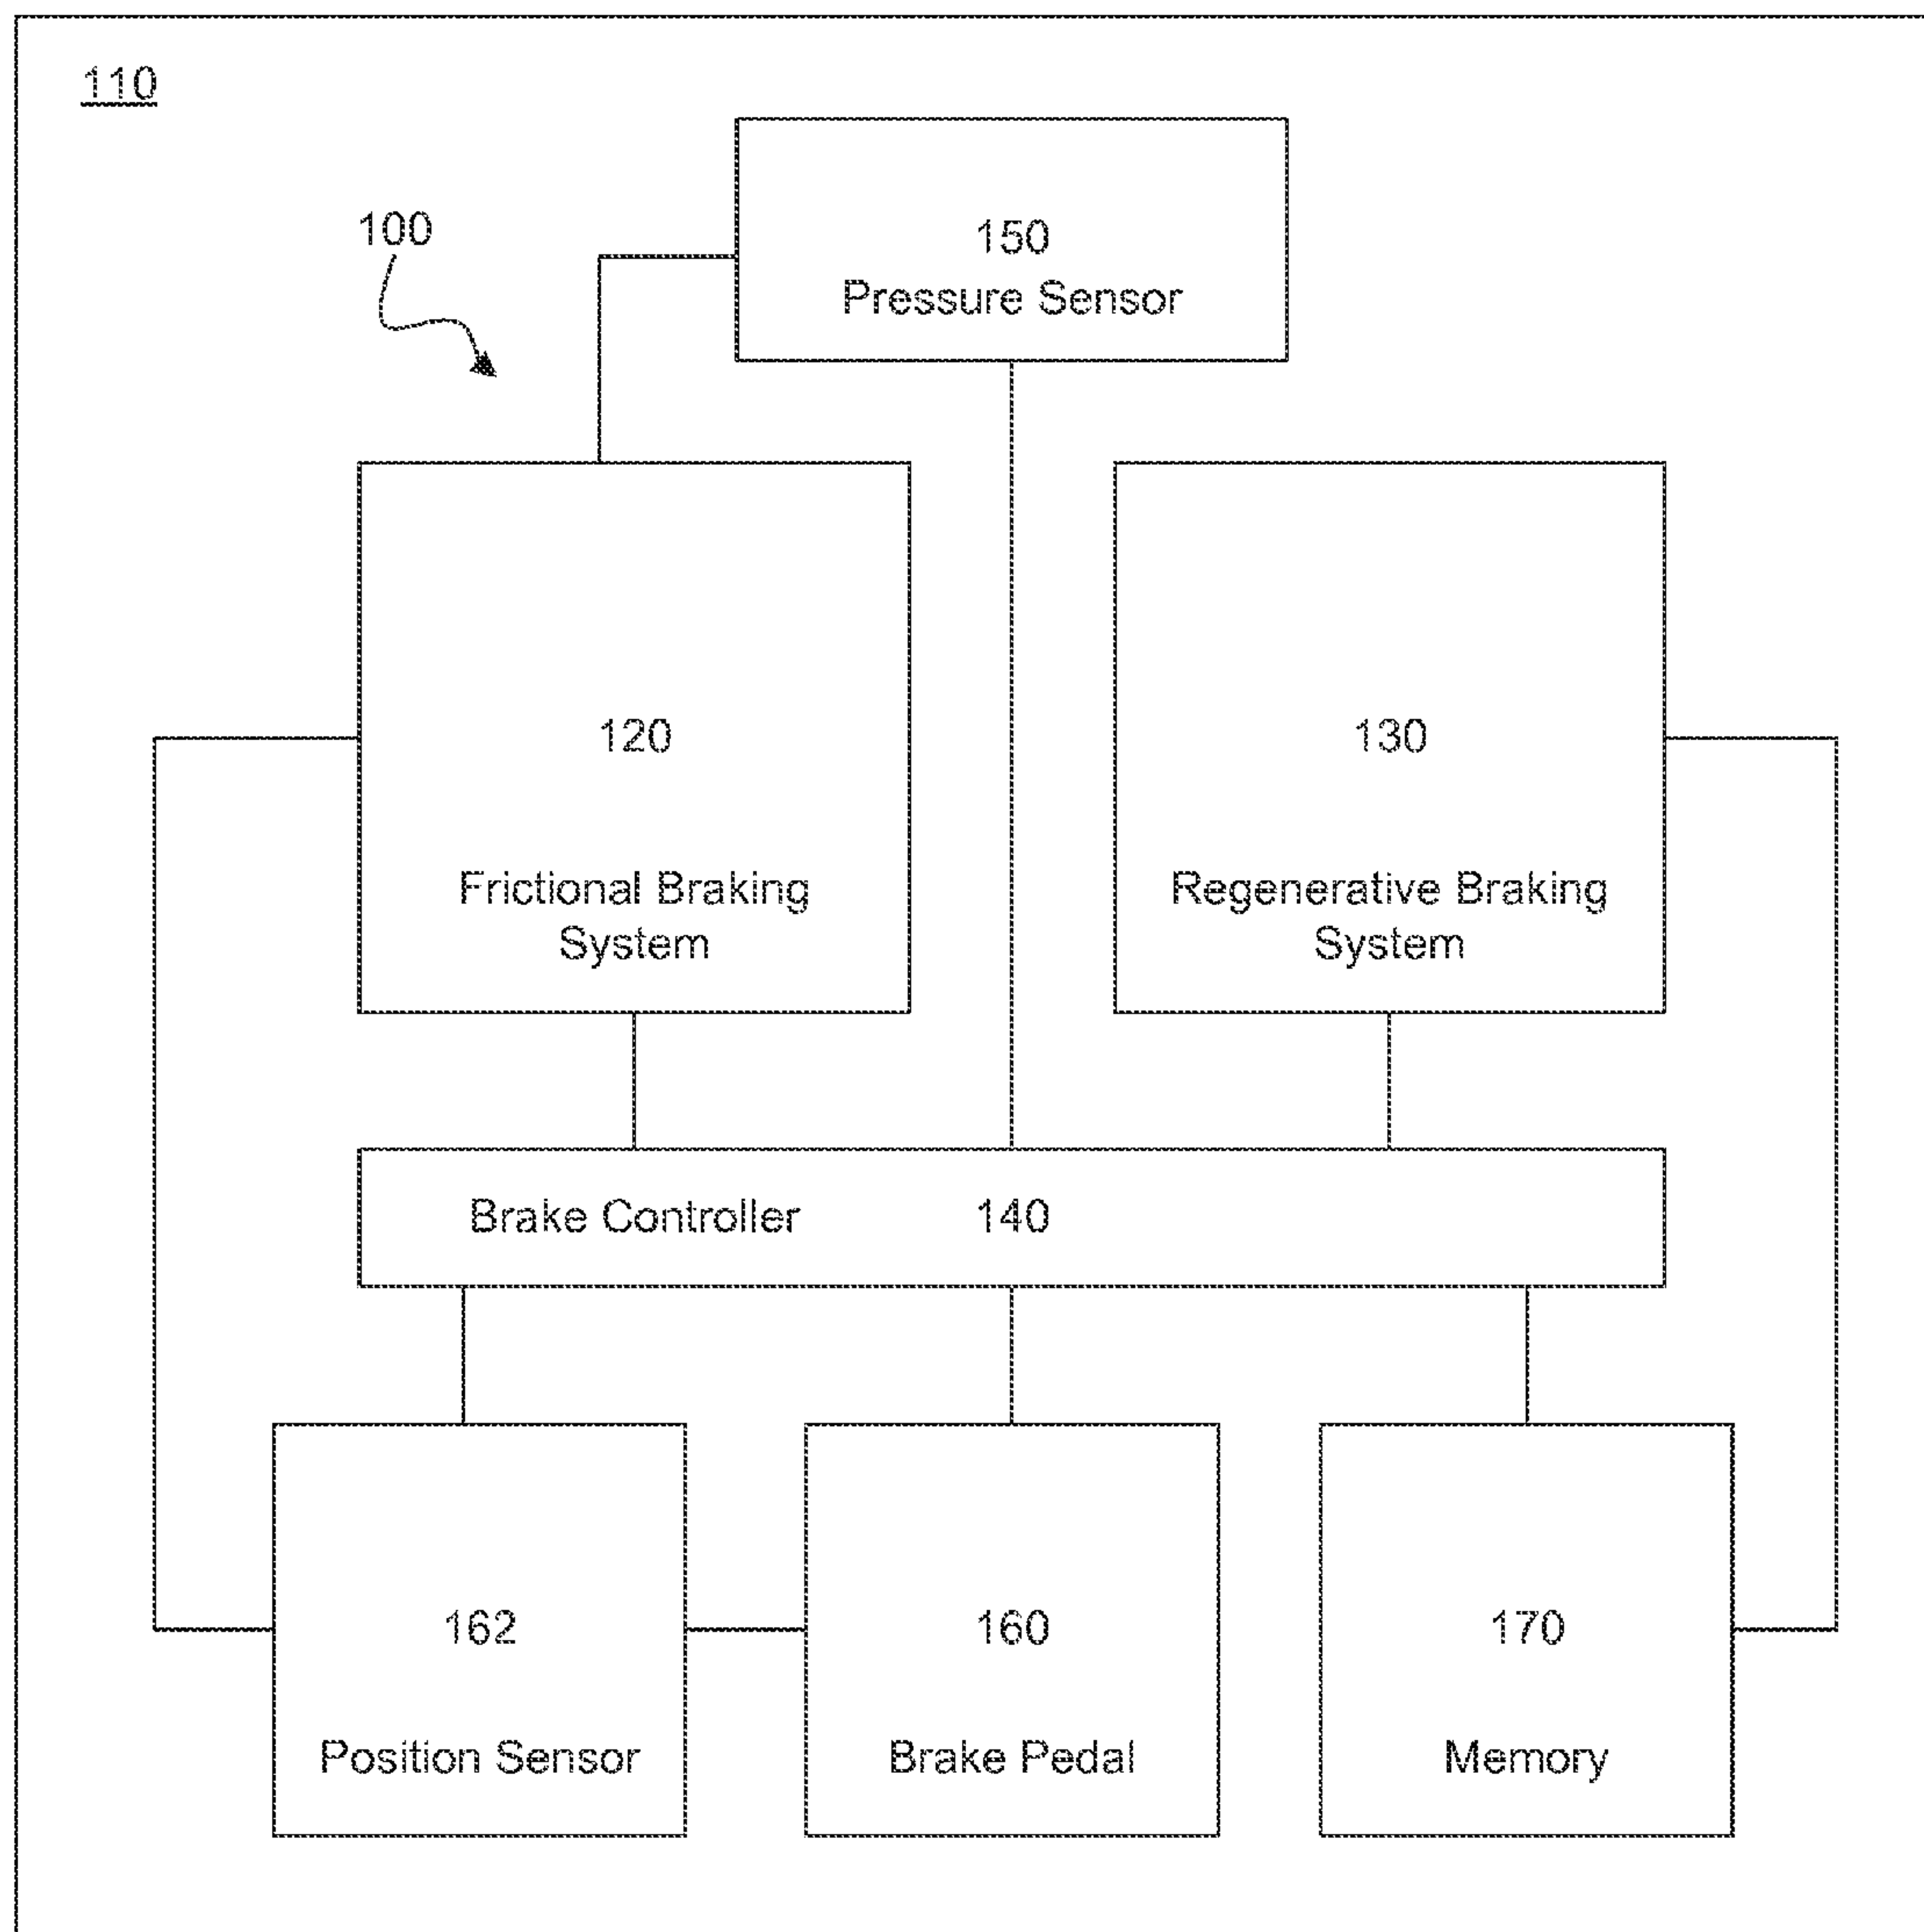 110
100
150
Pressure Sensor
120
Frictional Braking
System
130
Regenerative Braking
System
Brake Controller 140
162
Position Sensor
160
Brake Pedal
170
Memory